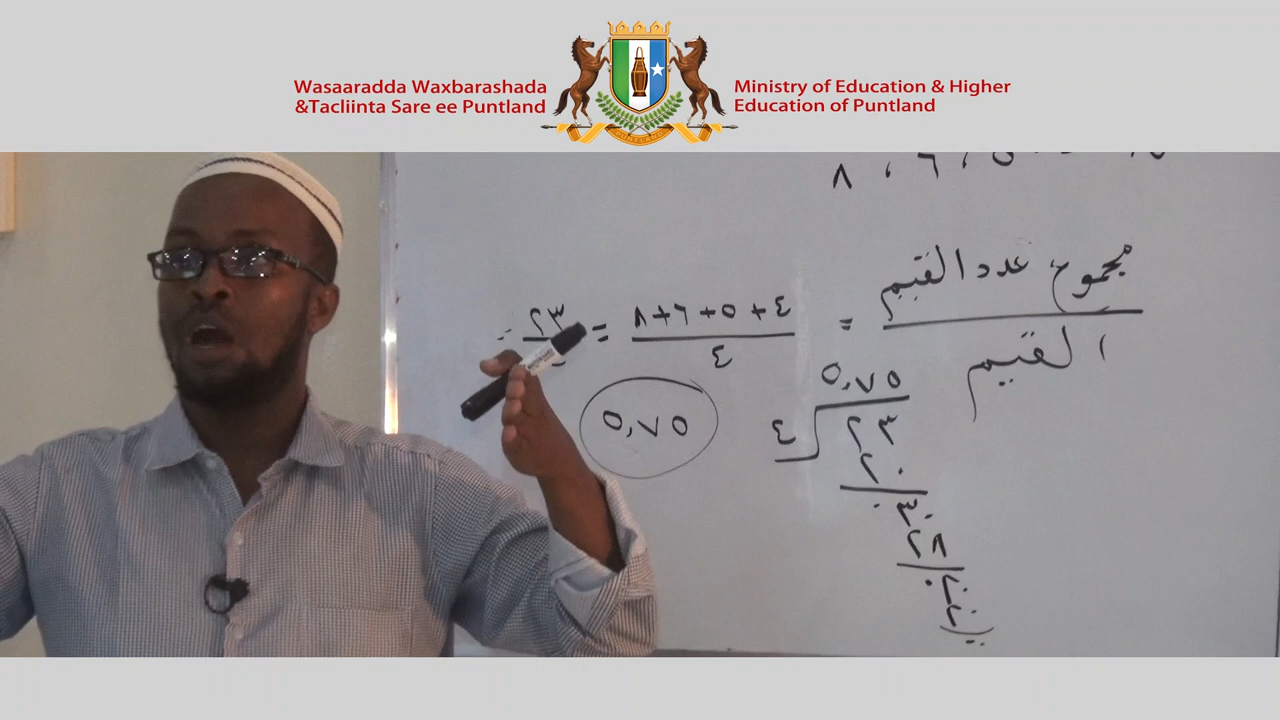 Wasaaradda Waxbarashada
&Tacliinta Sare ee Puntland
PUNTLAND
Ministry of Education & Higher
Education of Puntland
٨ ، ٦ ، ٥
مجموع عدد القيم
القيم
=
٨+٦+٥+٤
٤
=
٢٣
٥,٧٥
٥,٧٥
٤
٢٣
٢٠
٣٠
٢٨
٢٠
٢٠